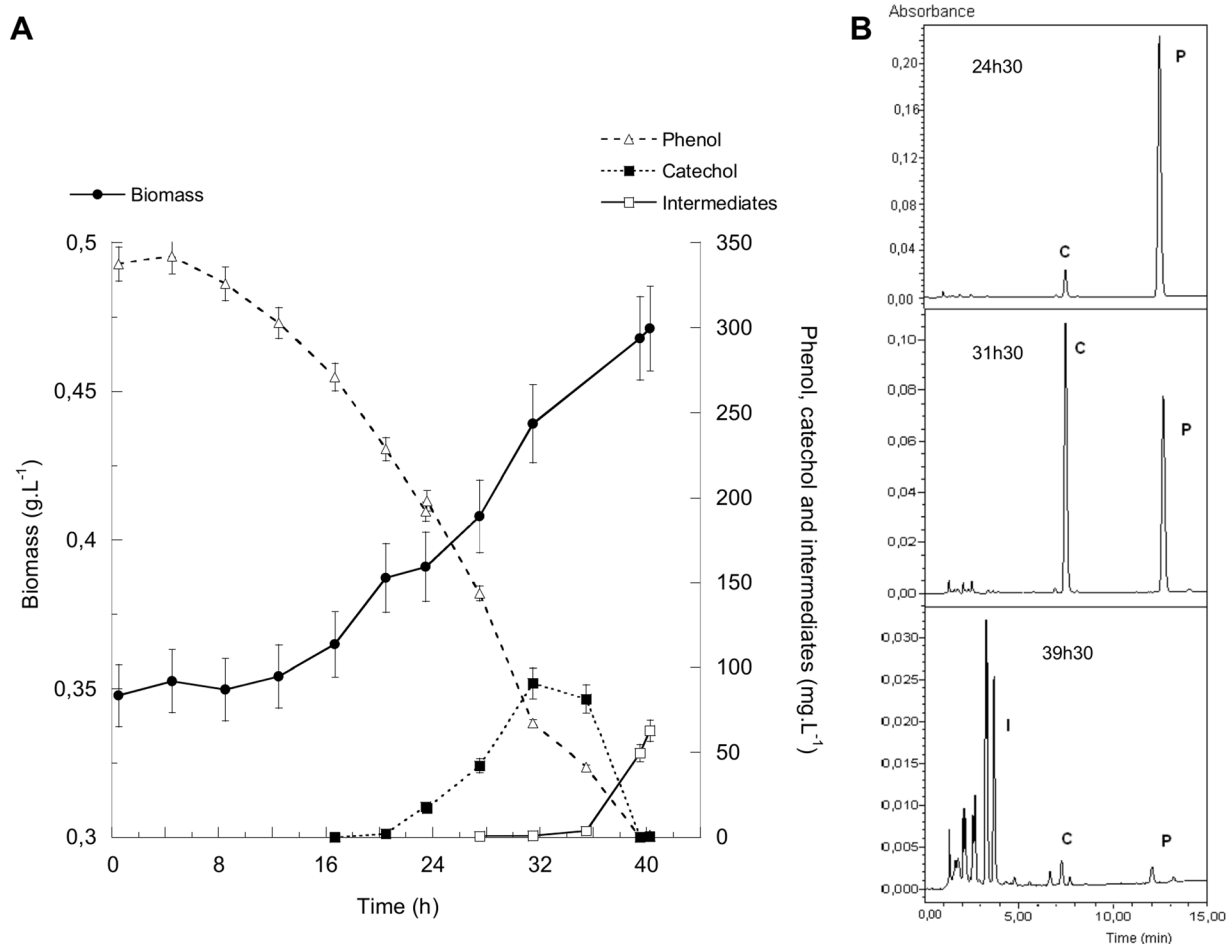 A
Phenol
Catechol
Intermediates
Biomass
0,5
0,45
0,4
0,35
0,3
Biomass (g.L-1)
350
300
250
200
150
100
50
0
Phenol, catechol and intermediates (mg.L-1)
0
8
16
24
32
40
Time (h)
B
Absorbance
24h30
P
C
0,20
0,16
0,12
0,08
0,04
0,00
31h30
C
P
0,10
0,08
0,06
0,04
0,02
0,00
39h30
I
C
P
0,030
0,025
0,020
0,015
0,010
0,005
0,000
0,00
5,00
10,00
15,00
Time (min)